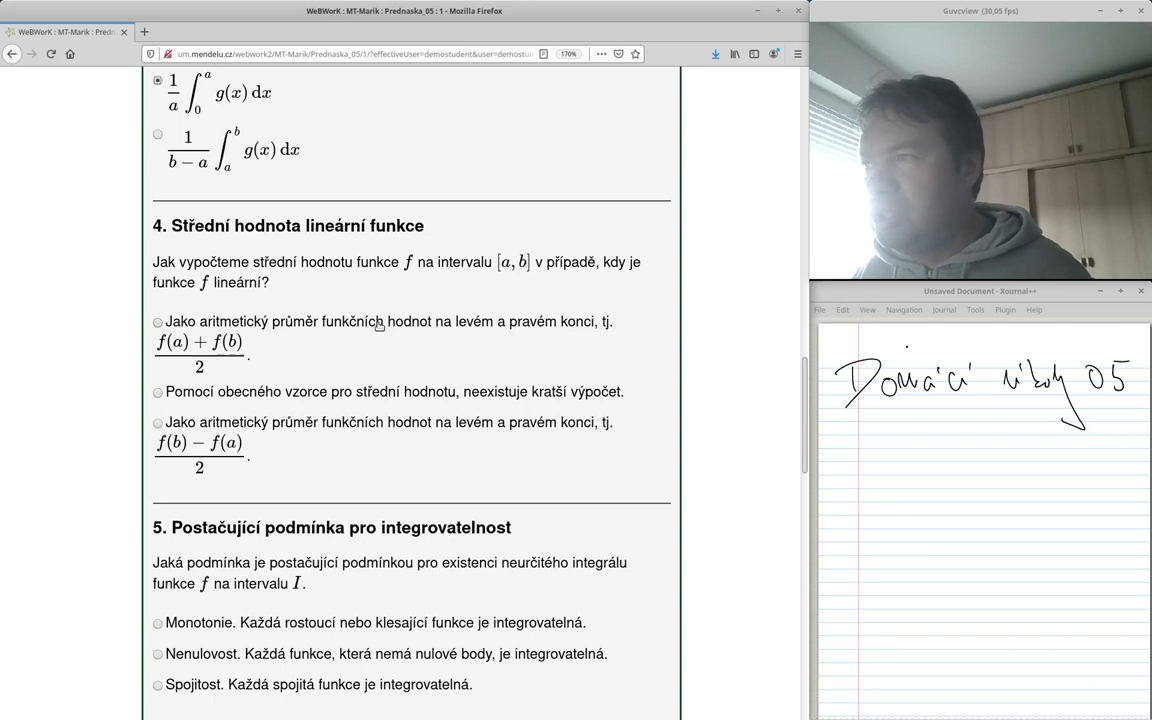 WeBWorK : MT-Marik : Prednaska_05 : 1 - Mozilla Firefox
WeBWorK : MT-Marik : Predn
um.mendelu.cz/webwork2/MT-Marik/Prednaska_05/1/?effectiveUser=demostudent&user=demostu
170%
1/a ∫_0^a g(x) dx
1/(b − a) ∫_a^b g(x) dx
4. Střední hodnota lineární funkce
Jak vypočteme střední hodnotu funkce f na intervalu [a, b] v případě, kdy je
funkce f lineární?
Jako aritmetický průměr funkčních hodnot na levém a pravém konci, tj.
(f(a) + f(b))/2.
Pomocí obecného vzorce pro střední hodnotu, neexistuje kratší výpočet.
Jako aritmetický průměr funkčních hodnot na levém a pravém konci, tj.
(f(b) − f(a))/2.
5. Postačující podmínka pro integrovatelnost
Jaká podmínka je postačující podmínkou pro existenci neurčitého integrálu
funkce f na intervalu I.
Monotonie. Každá rostoucí nebo klesající funkce je integrovatelná.
Nenulovost. Každá funkce, která nemá nulové body, je integrovatelná.
Spojitost. Každá spojitá funkce je integrovatelná.
Guvcview (30,05 fps)
Unsaved Document - Xournal++
File Edit View Navigation Journal Tools Plugin Help
Domácí úkoly 05